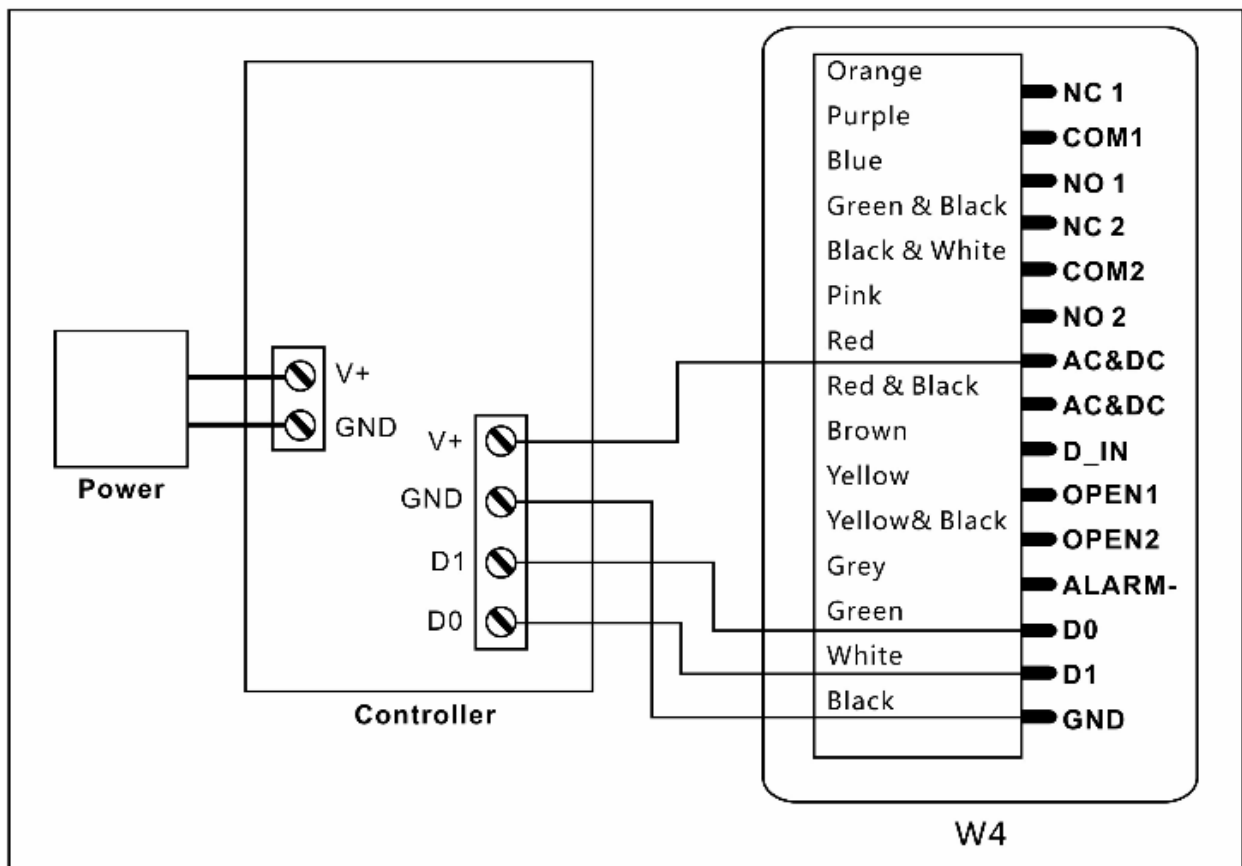 Power
V+
GND
V+
GND
D1
D0
Controller
Orange
NC 1
Purple
COM1
Blue
NO 1
Green & Black
NC 2
Black & White
COM2
Pink
NO 2
Red
AC&DC
Red & Black
AC&DC
Brown
D_IN
Yellow
OPEN1
Yellow& Black
OPEN2
Grey
ALARM-
Green
D0
White
D1
Black
GND
W4